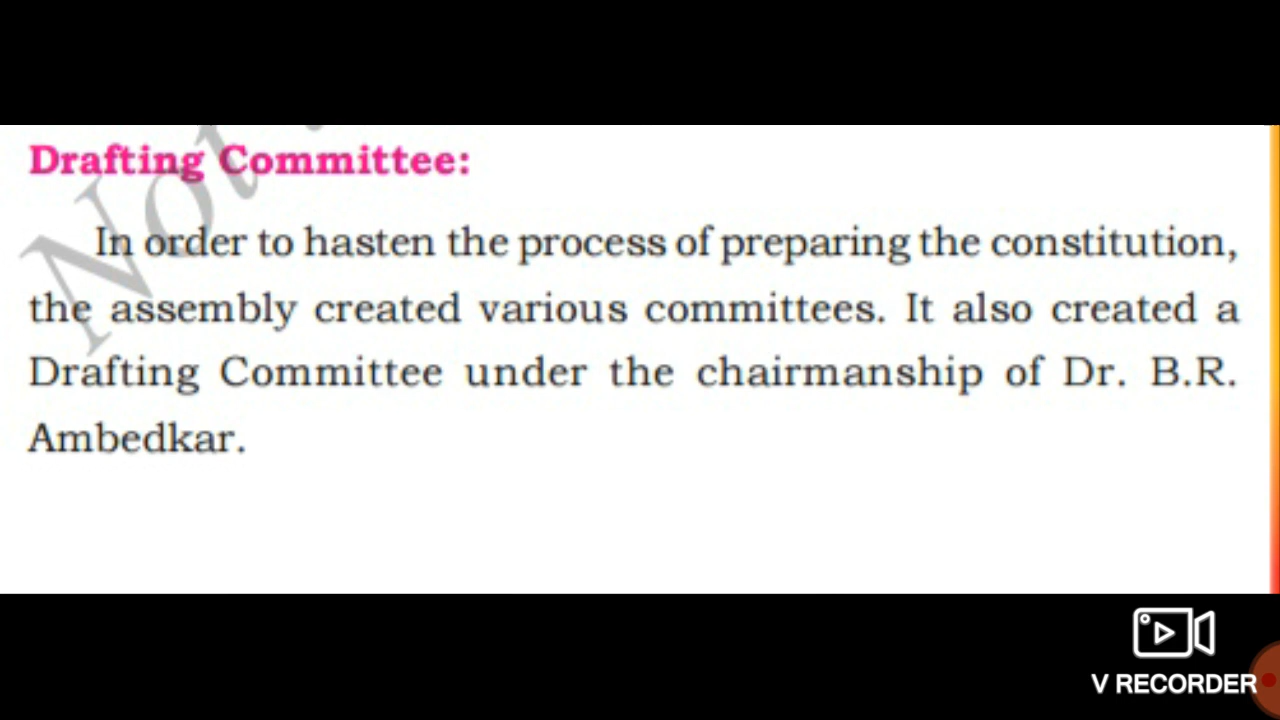 Not
Drafting Committee:
In order to hasten the process of preparing the constitution,
the assembly created various committees. It also created a
Drafting Committee under the chairmanship of Dr. B.R.
Ambedkar.
V RECORDER